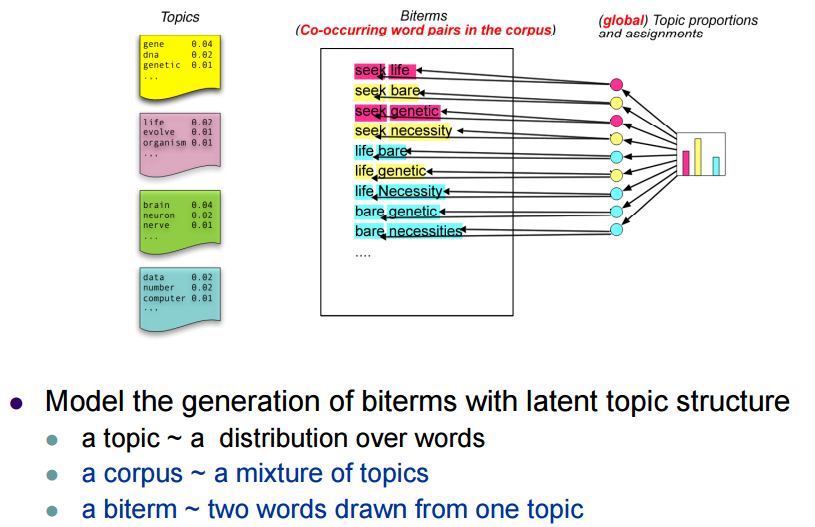 Topics
gene 0.04
dna 0.02
genetic 0.01
...
life 0.02
evolve 0.01
organism 0.01
...
brain 0.04
neuron 0.02
nerve 0.01
...
data 0.02
number 0.02
computer 0.01
...
Biterms
(Co-occurring word pairs in the corpus)
seek life
seek bare
seek genetic
seek necessity
life bare
life genetic
life Necessity
bare genetic
bare necessities
....
(global) Topic proportions
and assignments
● Model the generation of biterms with latent topic structure
● a topic ~ a distribution over words
● a corpus ~ a mixture of topics
● a biterm ~ two words drawn from one topic